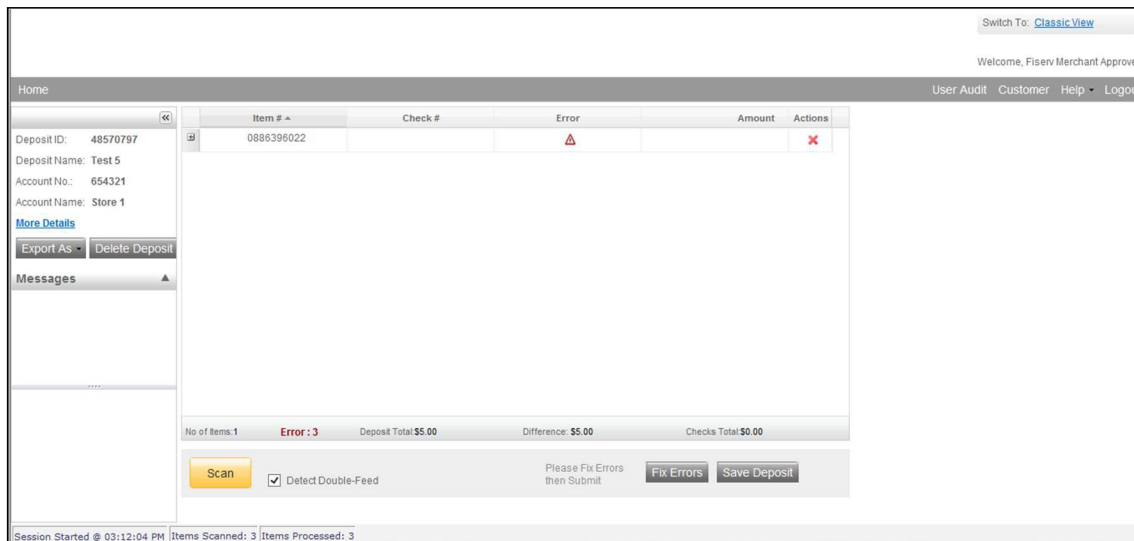 Switch To: Classic View
Welcome, Fiserv Merchant Approve
Home User Audit Customer Help Logou
Item # Check # Error Amount Actions
Deposit ID: 48570797
0886396022
Deposit Name: Test 5
Account No.: 654321
Account Name: Store 1
More Details
Export As Delete Deposit
Messages
No of Items:1 Error : 3 Deposit Total:$5.00 Difference: $5.00 Checks Total:$0.00
Scan Detect Double-Feed Please Fix Errors
then Submit Fix Errors Save Deposit
Session Started @ 03:12:04 PM Items Scanned: 3 Items Processed: 3